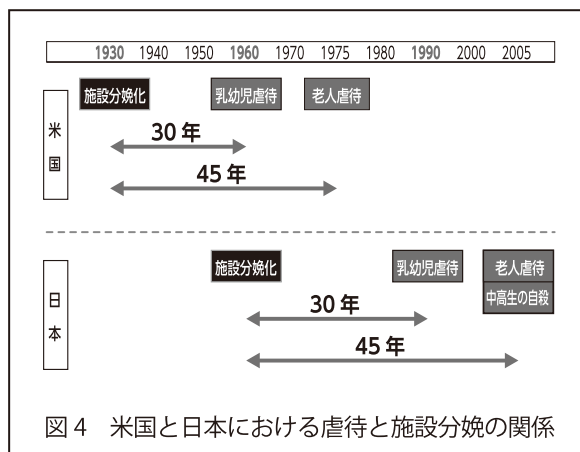 1930 1940 1950 1960 1970 1975 1980 1990 2000 2005
米国
施設分娩化 乳幼児虐待 老人虐待
30年
45年
日本
施設分娩化 乳幼児虐待 老人虐待
中高生の自殺
30年
45年
図4 米国と日本における虐待と施設分娩の関係